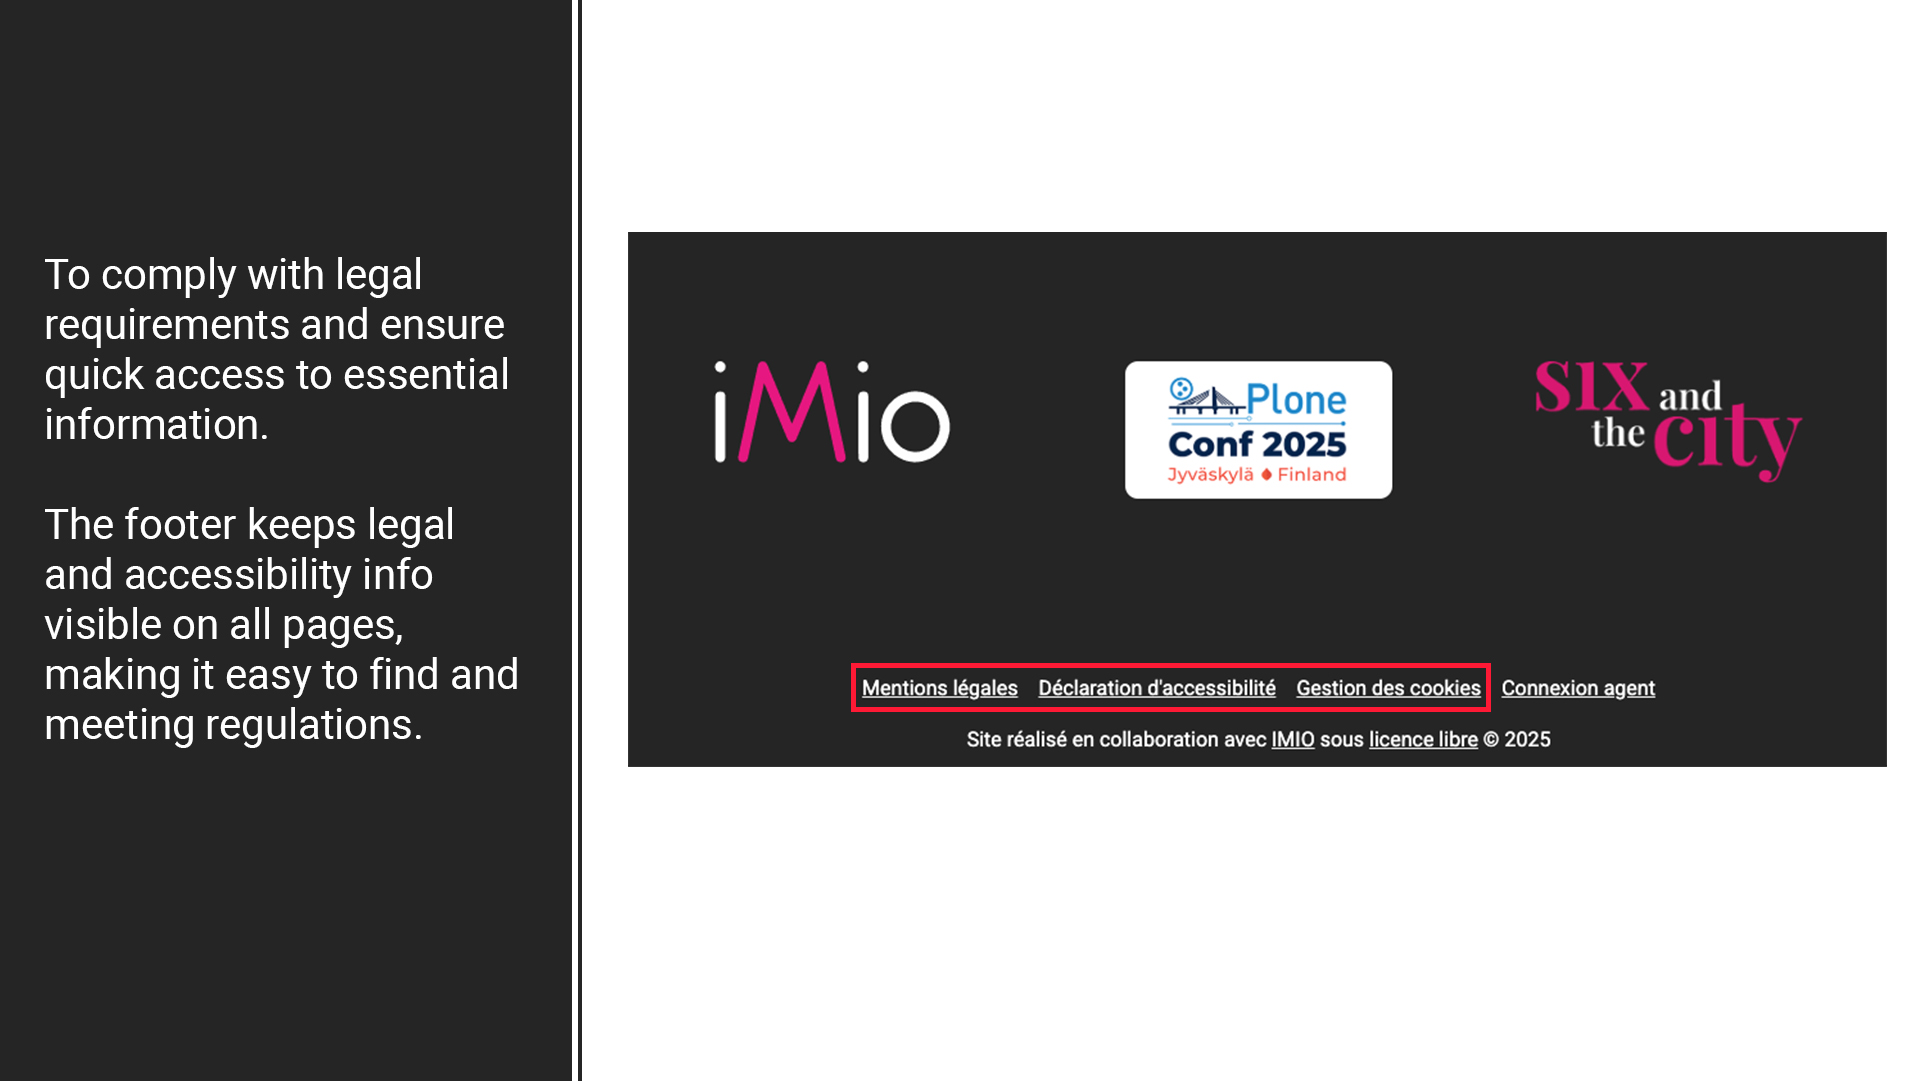 To comply with legal
requirements and ensure
quick access to essential
information.
The footer keeps legal
and accessibility info
visible on all pages,
making it easy to find and
meeting regulations.
iMio
Plone
Conf 2025
Jyväskylä Finland
six and
the city
Mentions légales Déclaration d'accessibilité Gestion des cookies Connexion agent
Site réalisé en collaboration avec IMIO sous licence libre © 2025